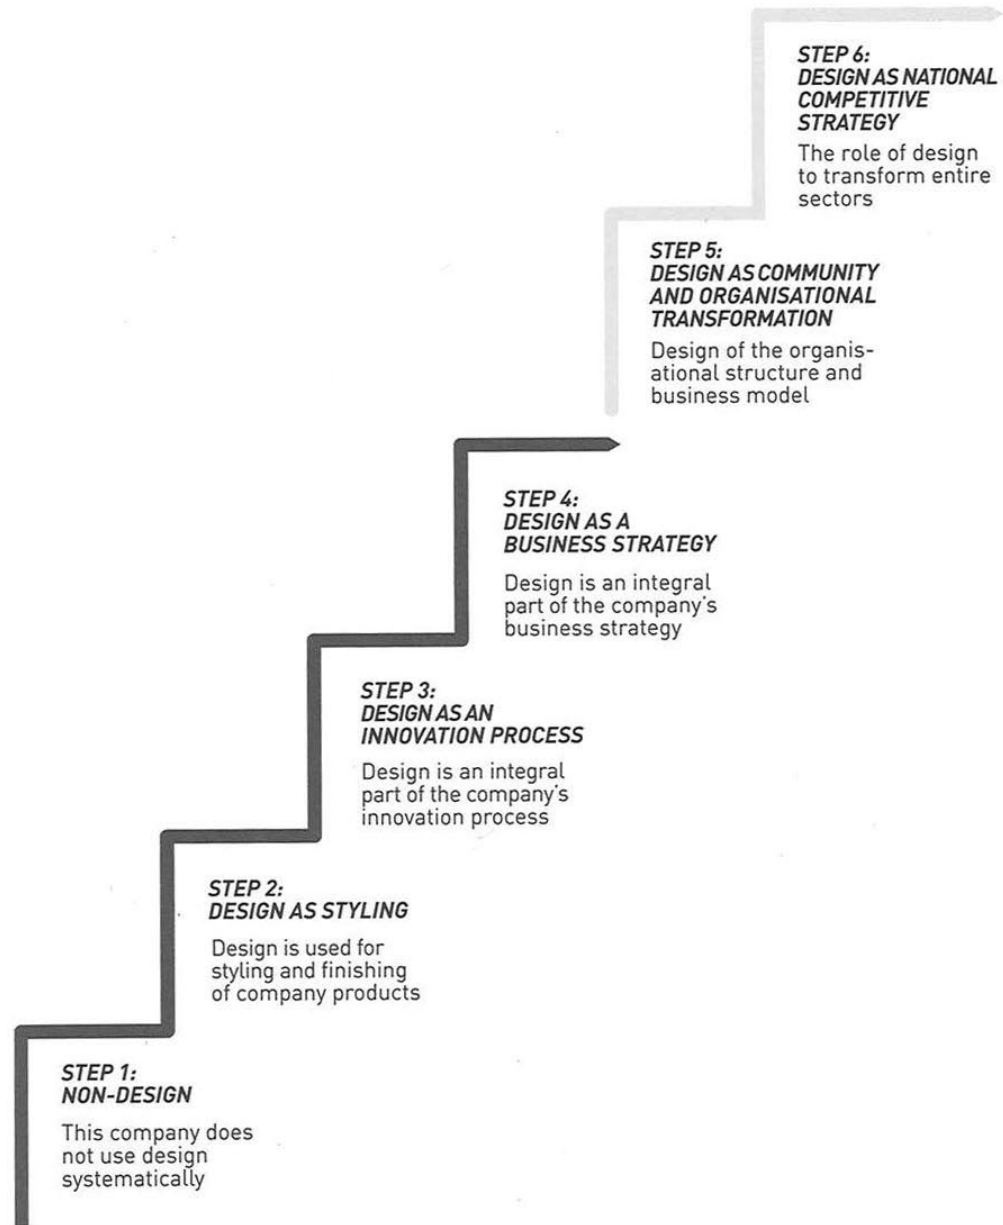 STEP 6:
DESIGN AS NATIONAL
COMPETITIVE
STRATEGY
The role of design
to transform entire
sectors
STEP 5:
DESIGN AS COMMUNITY
AND ORGANISATIONAL
TRANSFORMATION
Design of the organis-
ational structure and
business model
STEP 4:
DESIGN AS A
BUSINESS STRATEGY
Design is an integral
part of the company's
business strategy
STEP 3:
DESIGN AS AN
INNOVATION PROCESS
Design is an integral
part of the company's
innovation process
STEP 2:
DESIGN AS STYLING
Design is used for
styling and finishing
of company products
STEP 1:
NON-DESIGN
This company does
not use design
systematically